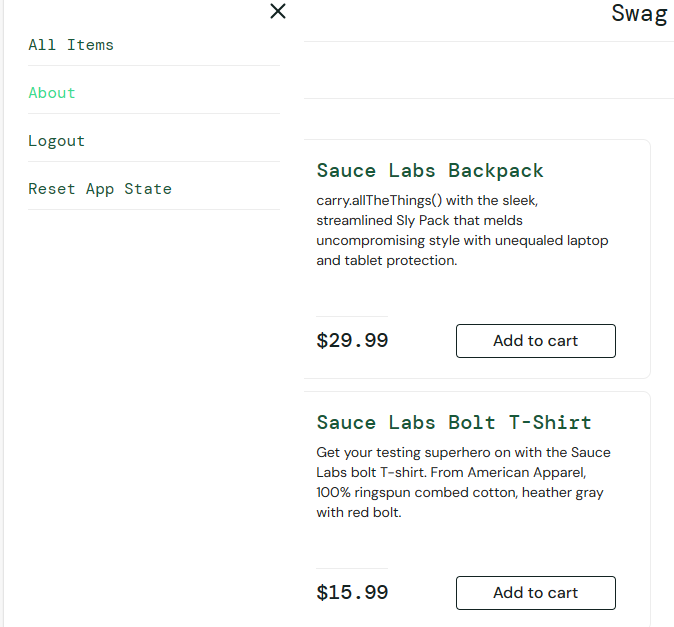 All Items
About
Logout
Reset App State
Swag
Sauce Labs Backpack
carry.allTheThings() with the sleek,
streamlined Sly Pack that melds
uncompromising style with unequaled laptop
and tablet protection.
$29.99
Add to cart
Sauce Labs Bolt T-Shirt
Get your testing superhero on with the Sauce
Labs bolt T-shirt. From American Apparel,
100% ringspun combed cotton, heather gray
with red bolt.
$15.99
Add to cart